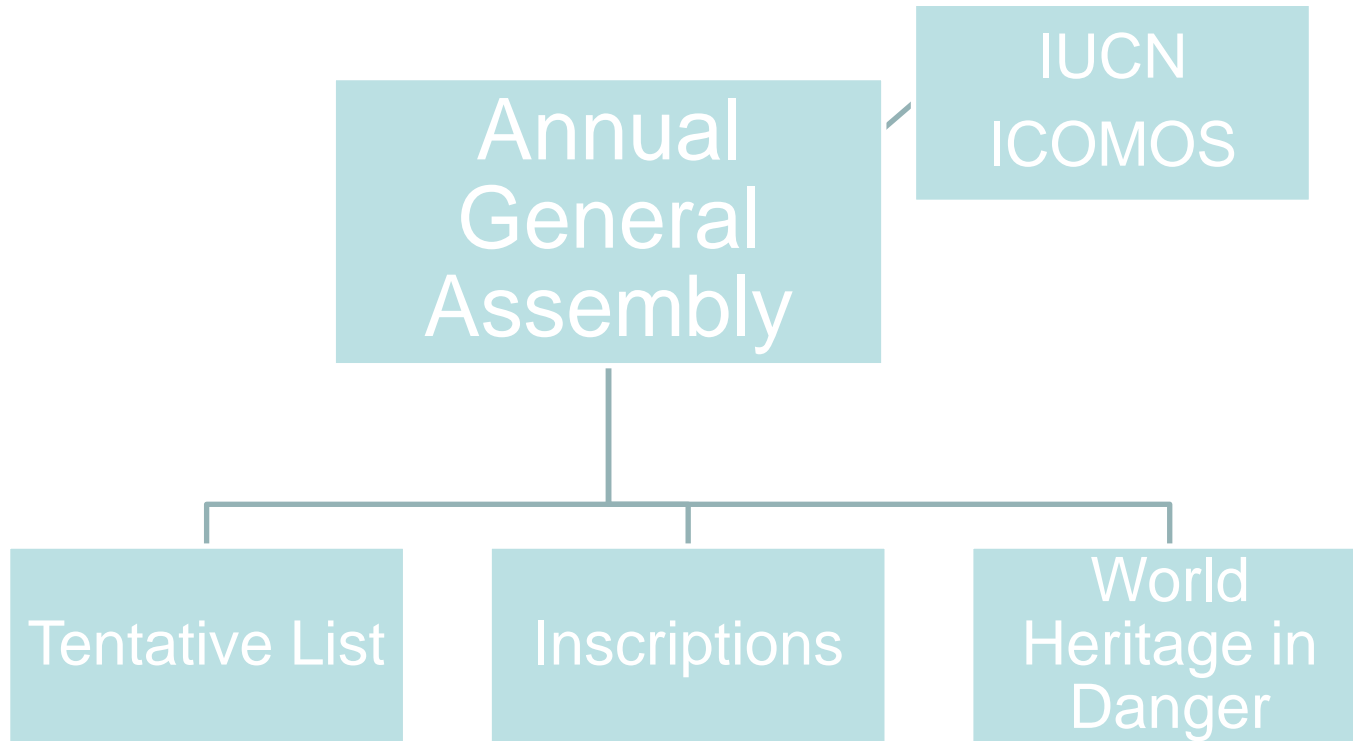 IUCN
ICOMOS
Annual
General
Assembly
Tentative List
Inscriptions
World
Heritage in
Danger